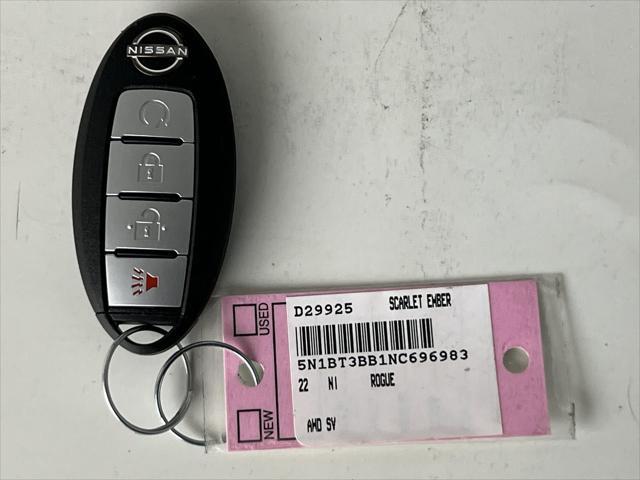 NISSAN
D29925 SCARLET EMBER
5N1BT3BB1NC696983
22 NI ROGUE
AWD SV
USED
NEW